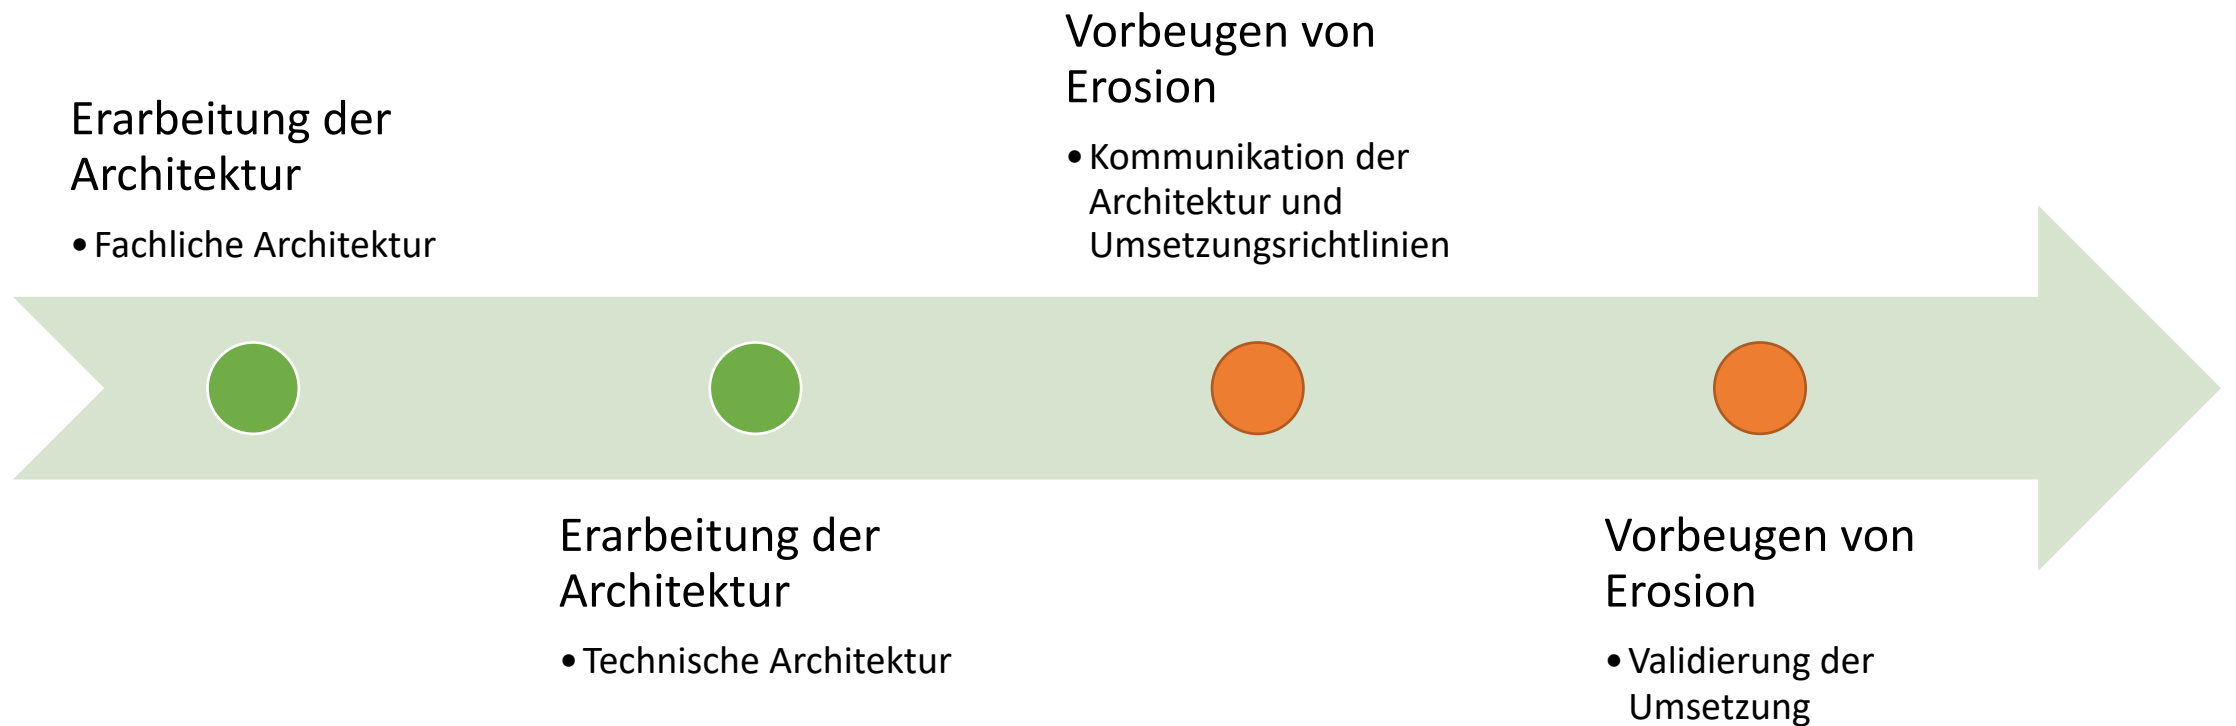 Erarbeitung der
Architektur
• Fachliche Architektur
Erarbeitung der
Architektur
• Technische Architektur
Vorbeugen von
Erosion
• Kommunikation der
Architektur und
Umsetzungsrichtlinien
Vorbeugen von
Erosion
• Validierung der
Umsetzung